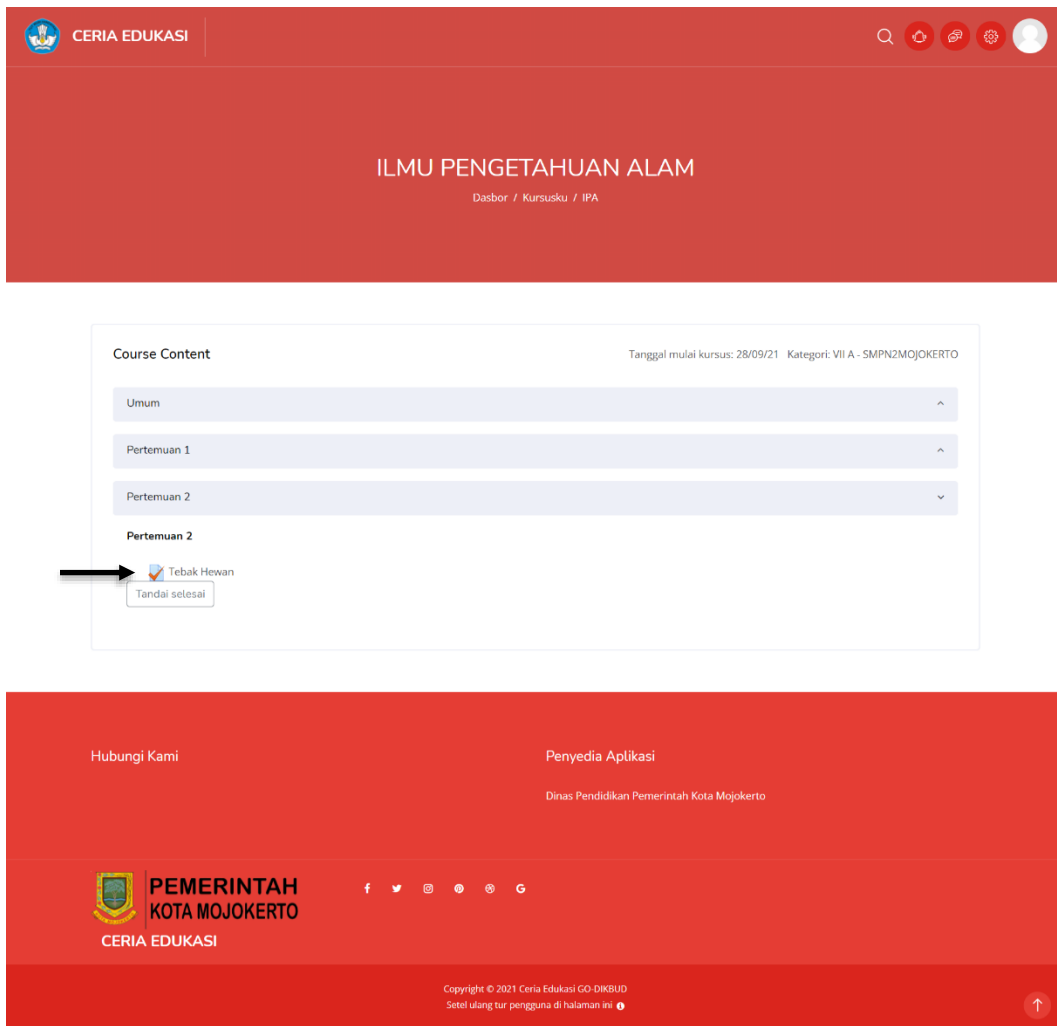 CERIA EDUKASI
ILMU PENGETAHUAN ALAM
Dasbor / Kursusku / IPA
Course Content
Tanggal mulai kursus: 28/09/21 Kategori: VII A - SMPN2MOJOKERTO
Umum
Pertemuan 1
Pertemuan 2
Pertemuan 2
Tebak Hewan
Tandai selesai
Hubungi Kami
Penyedia Aplikasi
Dinas Pendidikan Pemerintah Kota Mojokerto
PEMERINTAH
KOTA MOJOKERTO
CERIA EDUKASI
Copyright © 2021 Ceria Edukasi GO-DIKBUD
Setel ulang tur pengguna di halaman ini